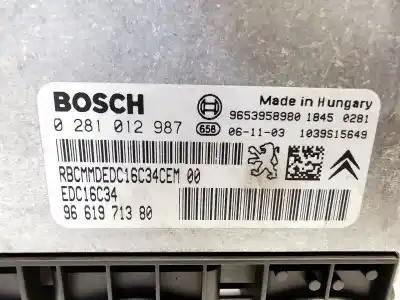 BOSCH
Made in Hungary
9653958980 1845 0281
0 281 012 987
658
06-11-03 1039S15649
RBCMMDEDC16C34CEM 00
EDC16C34
96 619 713 80